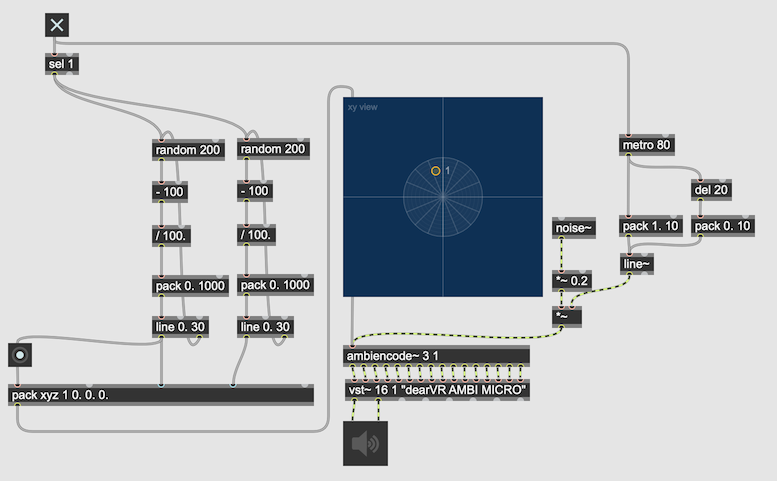 sel 1
random 200
random 200
- 100
- 100
/ 100.
/ 100.
pack 0. 1000
pack 0. 1000
line 0. 30
line 0. 30
pack xyz 1 0. 0. 0.
xy view
1
metro 80
del 20
pack 1. 10
pack 0. 10
line~
noise~
*~ 0.2
*~
ambiencode~ 3 1
vst~ 16 1 "dearVR AMBI MICRO"